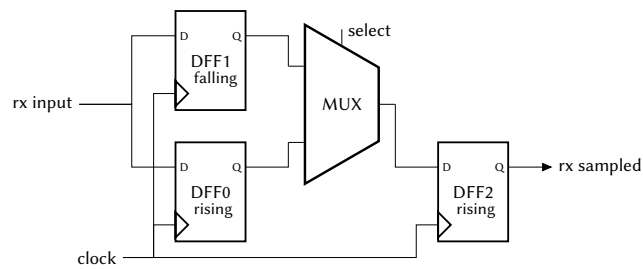 select
D
Q
DFF1
falling
rx input
MUX
D
Q
DFF0
rising
D
Q
rx sampled
DFF2
rising
clock